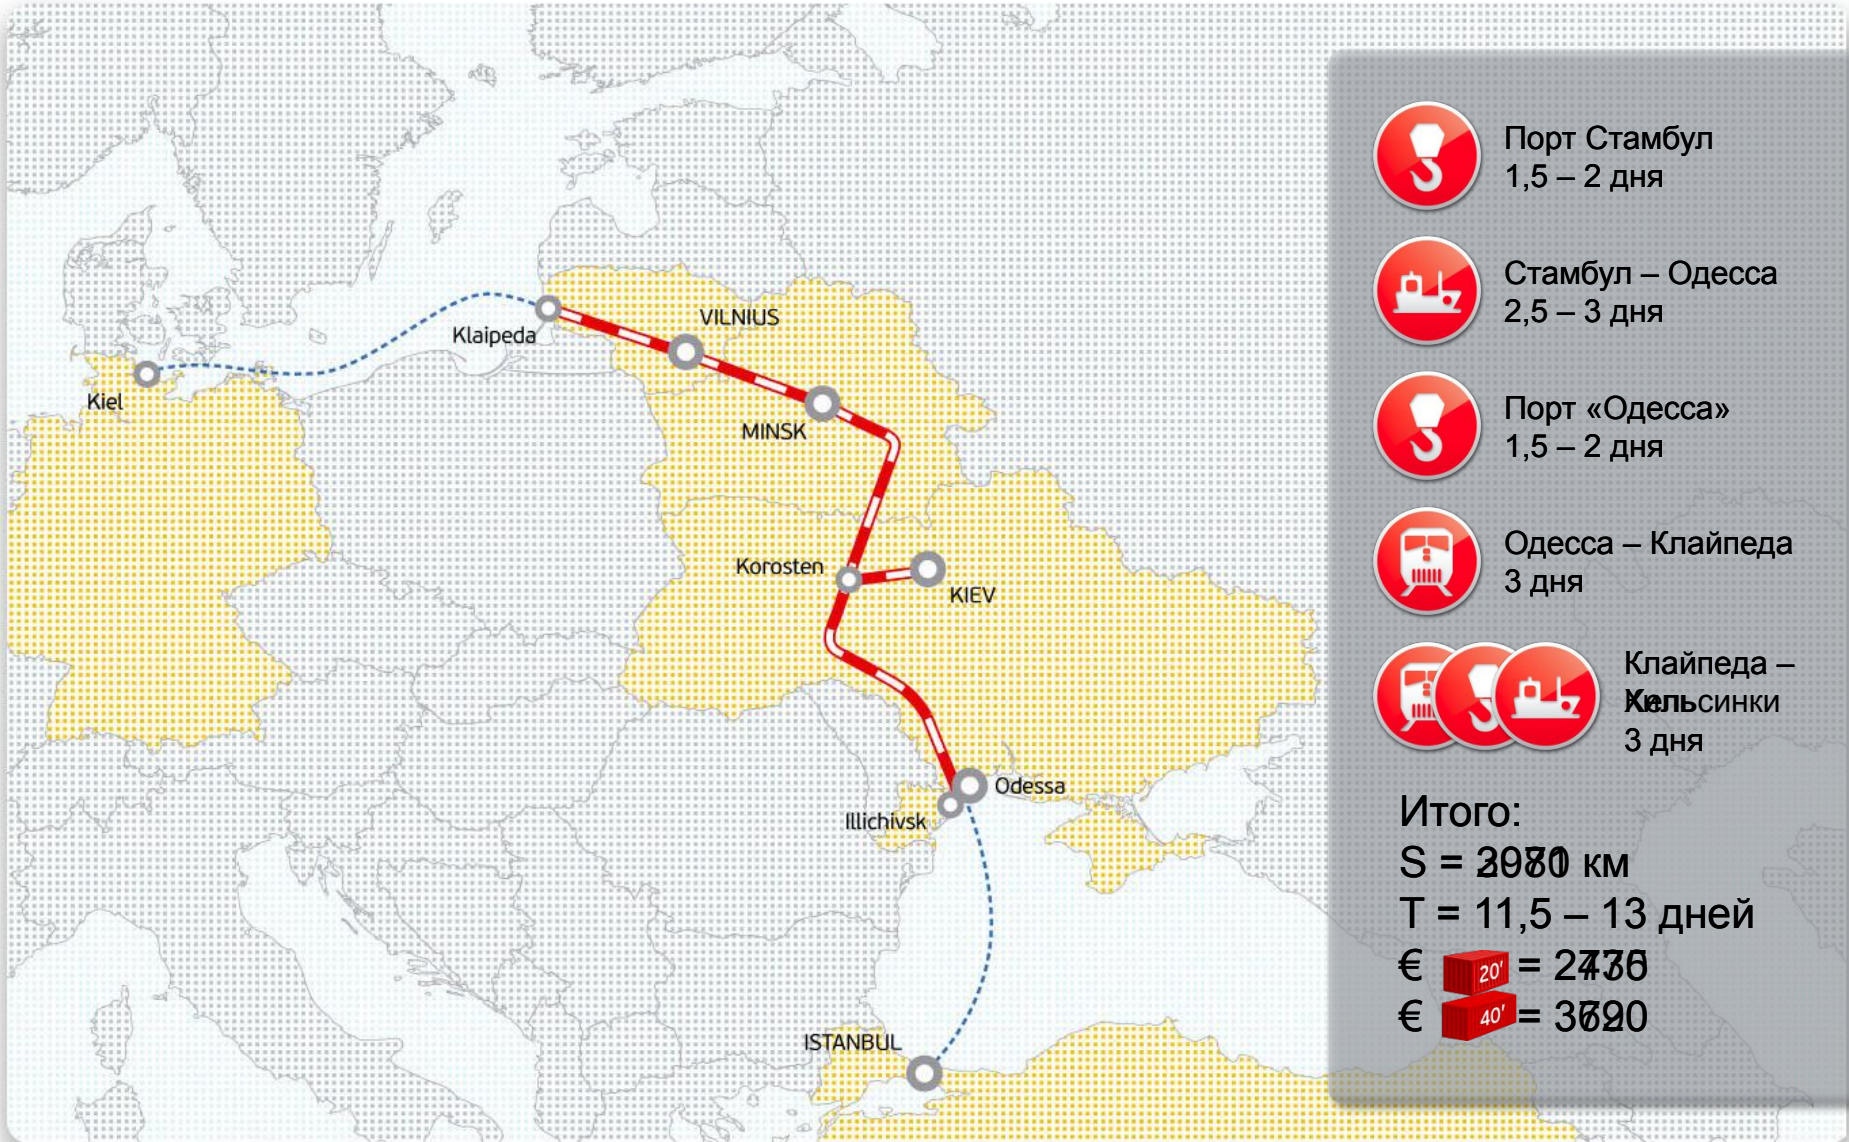 Klaipeda
VILNIUS
Kiel
MINSK
Korosten
KIEV
Odessa
Illichivsk
ISTANBUL
Порт Стамбул
1,5 – 2 дня
Стамбул – Одесса
2,5 – 3 дня
Порт «Одесса»
1,5 – 2 дня
Одесса – Клайпеда
3 дня
Клайпеда –
3 дня
Итого:
S = км
T = 11,5 – 13 дней
€ 20' =
€ 40' =